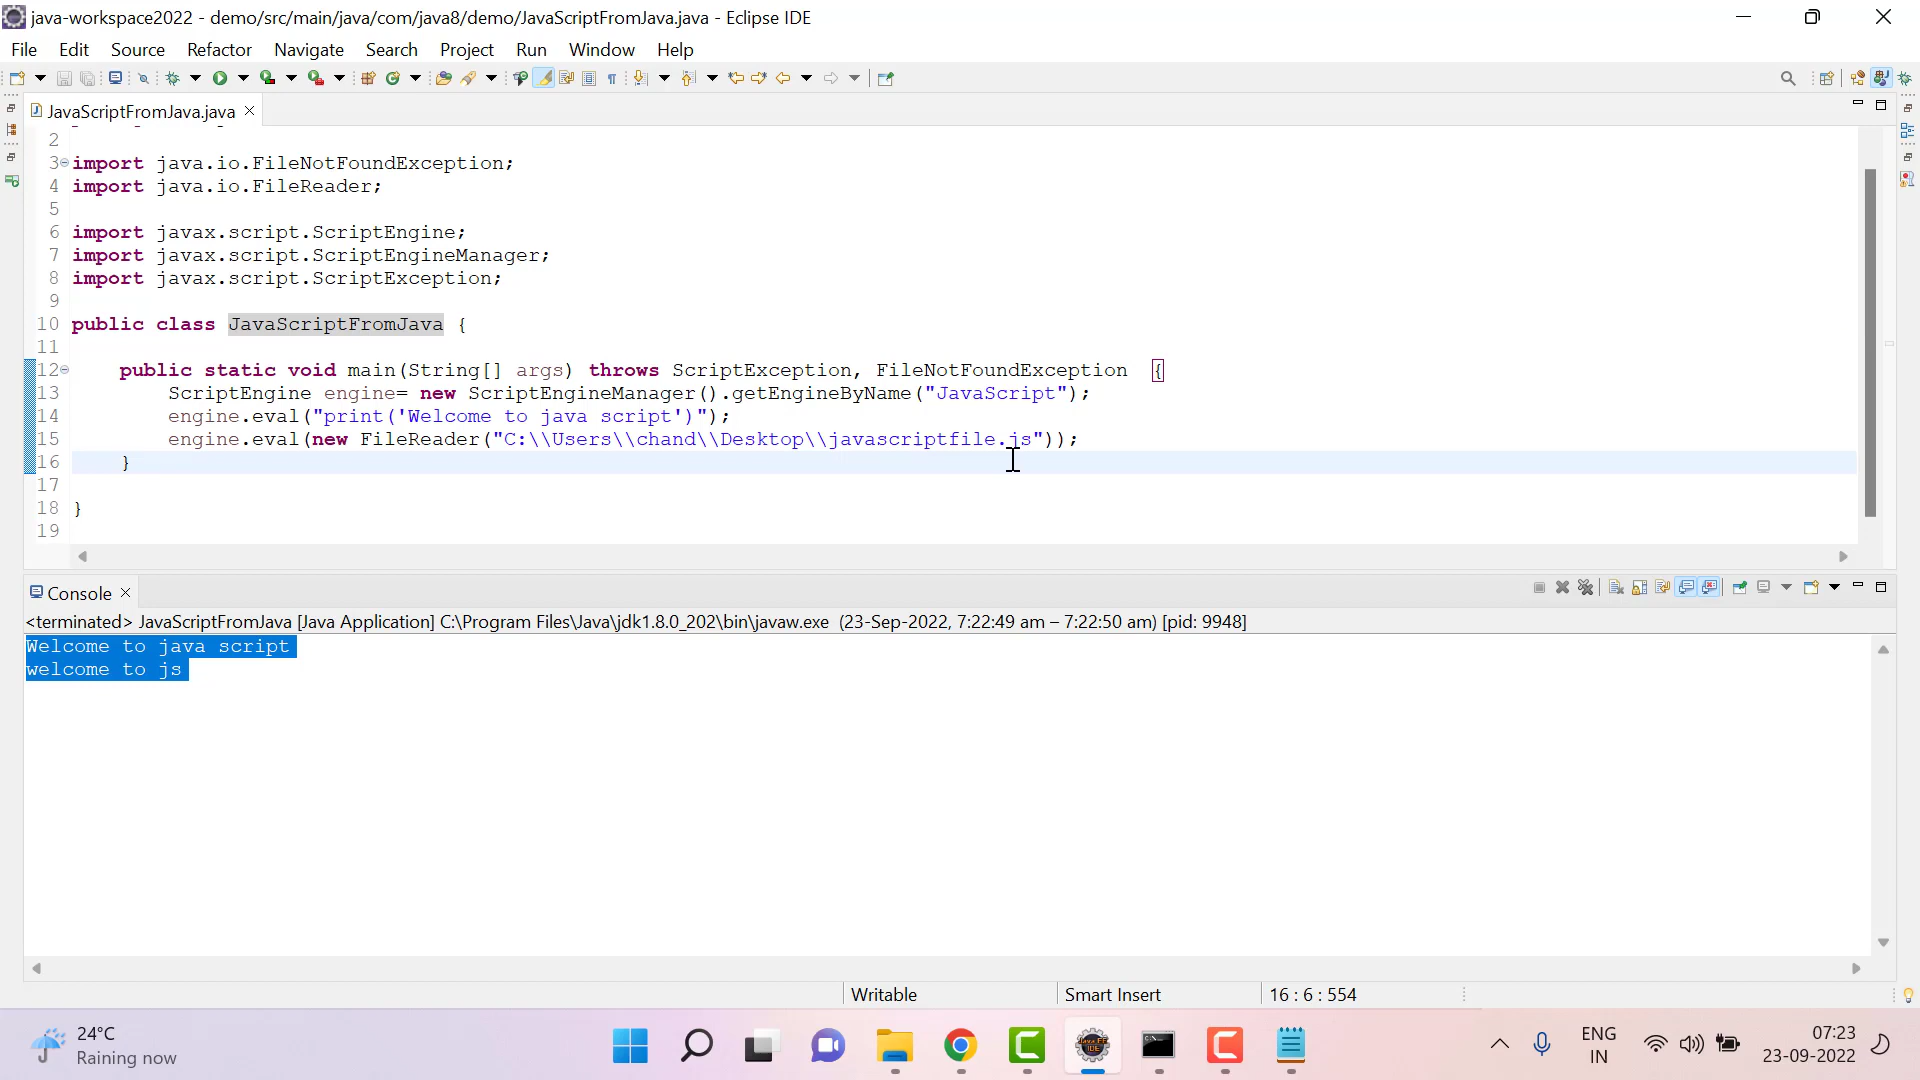 java-workspace2022 - demo/src/main/java/com/java8/demo/JavaScriptFromJava.java - Eclipse IDE
File Edit Source Refactor Navigate Search Project Run Window Help
JavaScriptFromJava.java
2
3 import java.io.FileNotFoundException;
4 import java.io.FileReader;
5
6 import javax.script.ScriptEngine;
7 import javax.script.ScriptEngineManager;
8 import javax.script.ScriptException;
9
10 public class JavaScriptFromJava {
11
12 public static void main(String[] args) throws ScriptException, FileNotFoundException {
13 ScriptEngine engine= new ScriptEngineManager().getEngineByName("JavaScript");
14 engine.eval("print('Welcome to java script')");
15 engine.eval(new FileReader("C:\\Users\\chand\\Desktop\\javascriptfile.js"));
16 }
17
18 }
19
Console
<terminated> JavaScriptFromJava [Java Application] C:\Program Files\Java\jdk1.8.0_202\bin\javaw.exe (23-Sep-2022, 7:22:49 am – 7:22:50 am) [pid: 9948]
Welcome to java script
welcome to js
Writable Smart Insert 16 : 6 : 554
24°C
Raining now
ENG
IN
07:23
23-09-2022